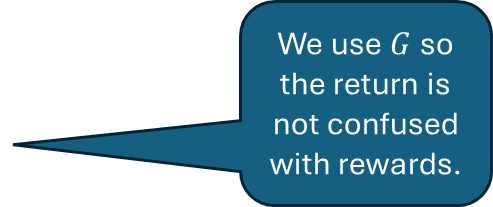 We use G so
the return is
not confused
with rewards.